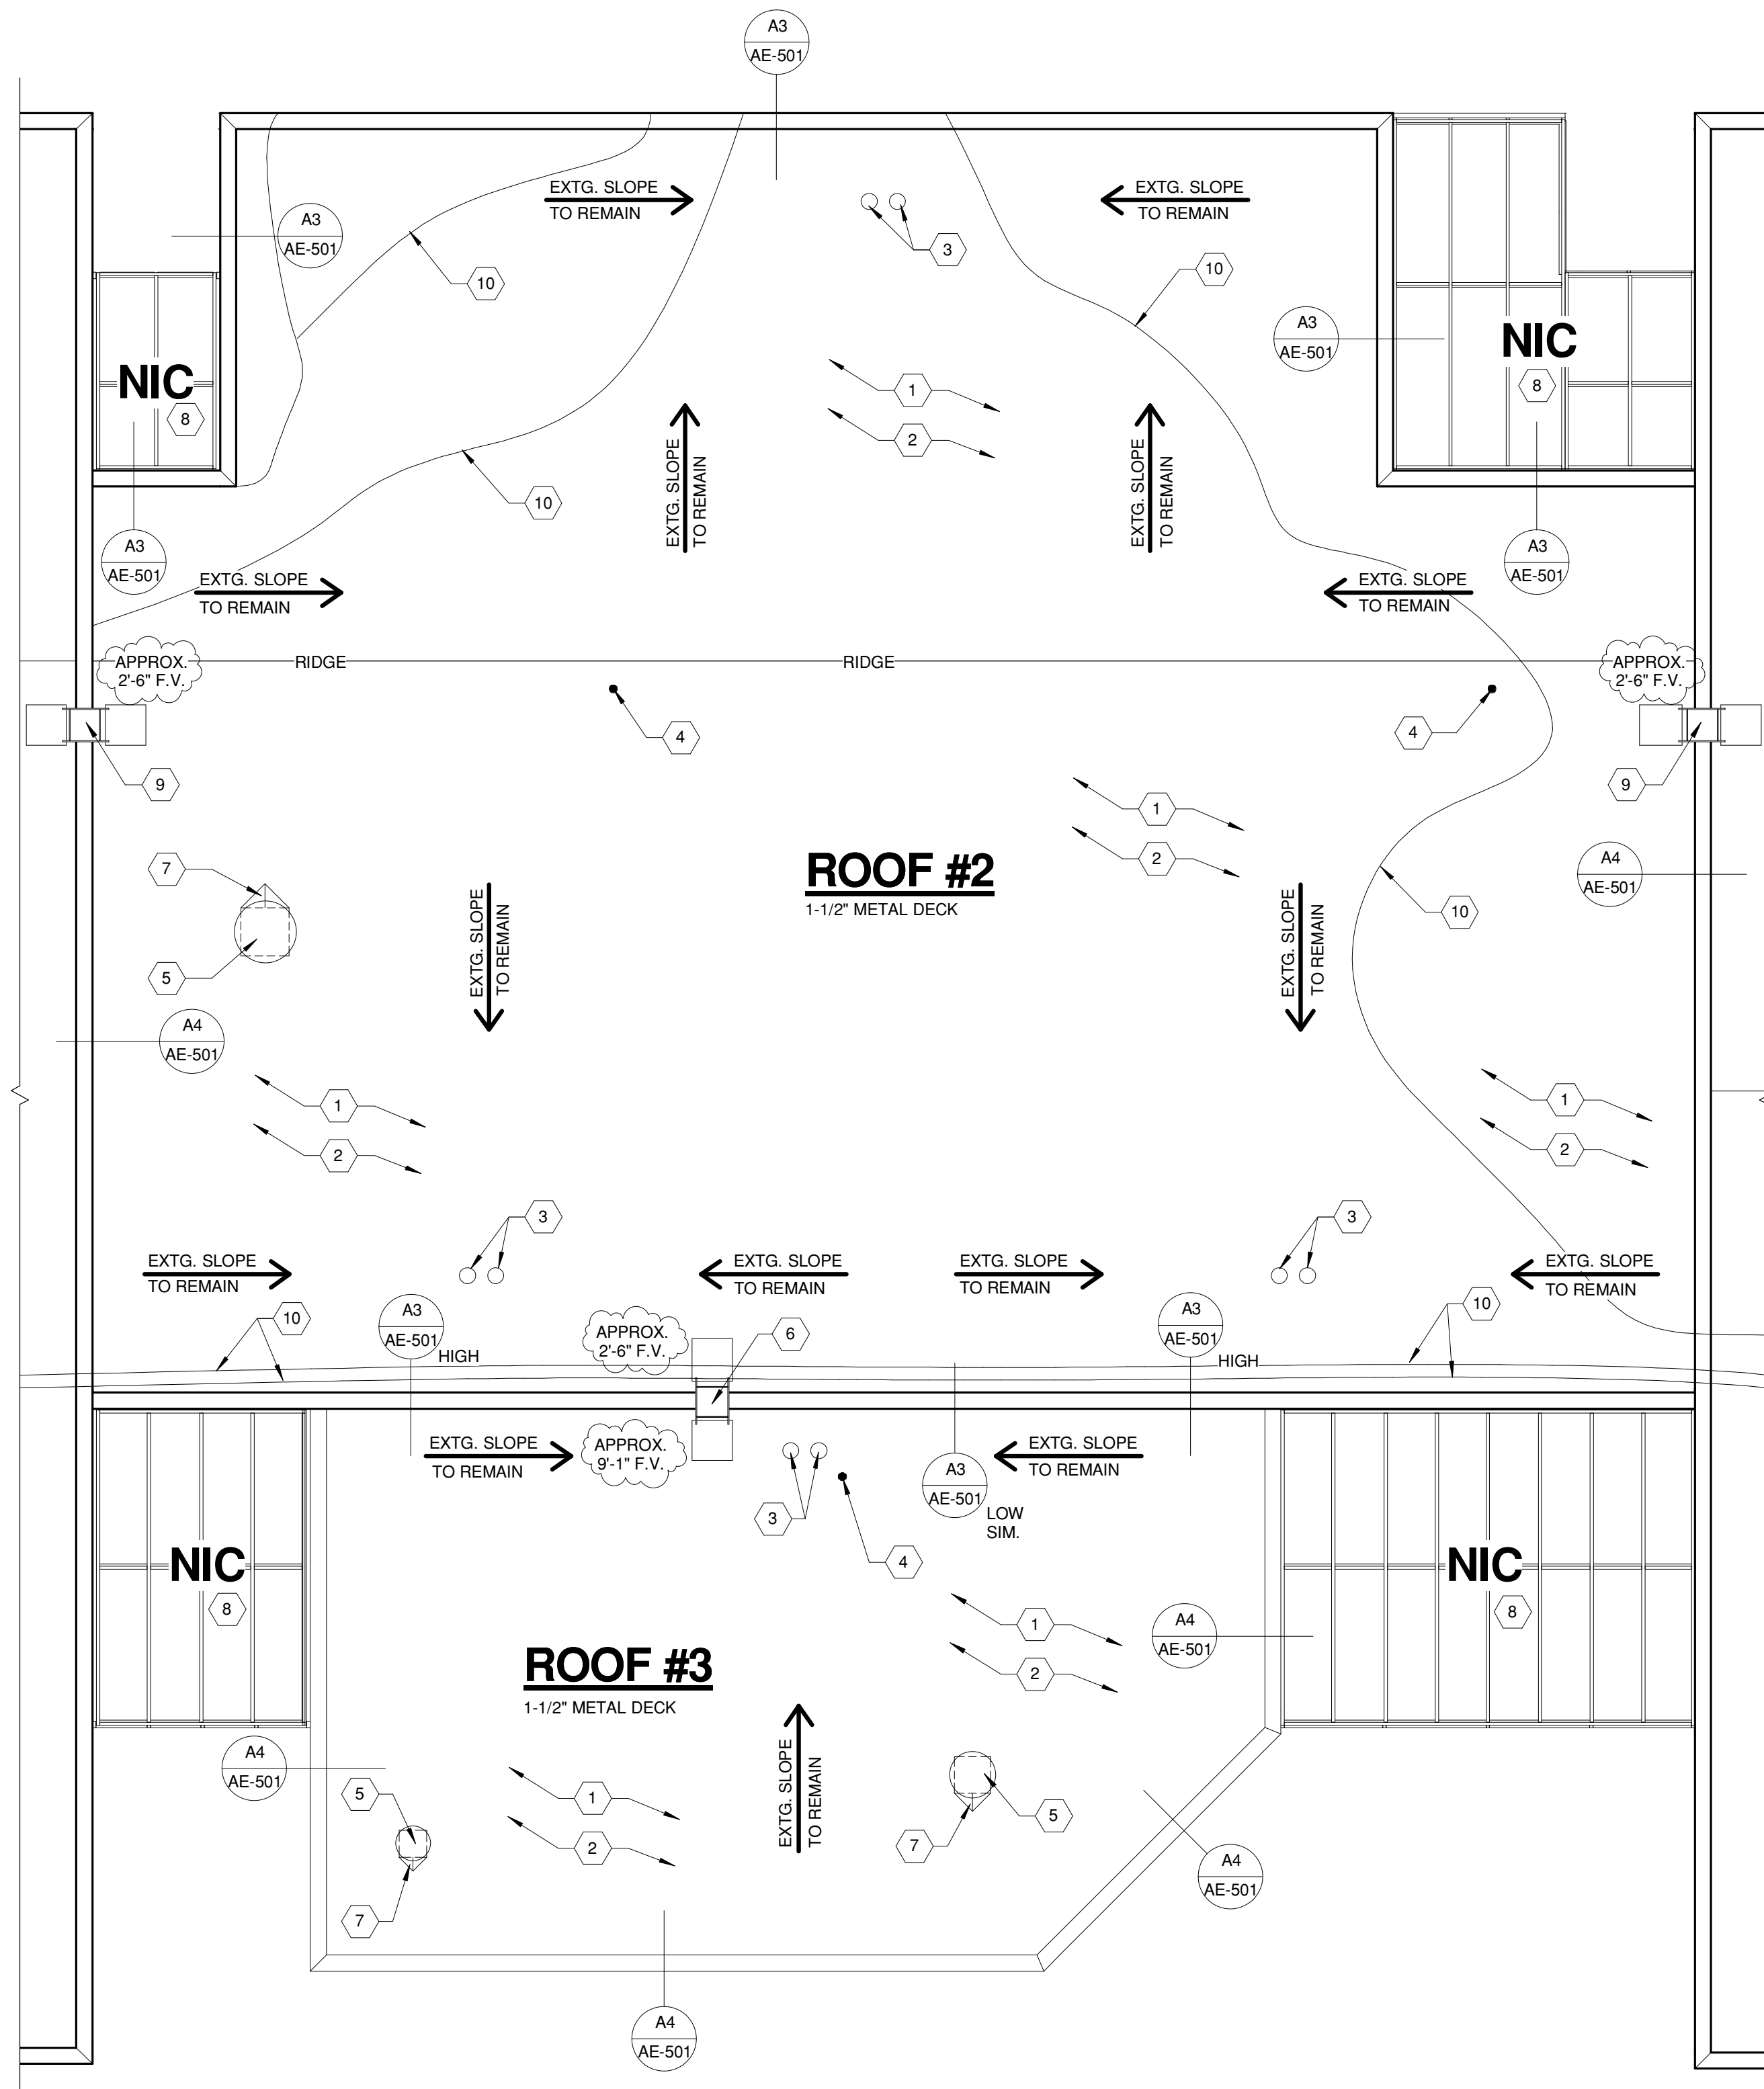 A3
AE-501
EXTG. SLOPE
TO REMAIN
EXTG. SLOPE
TO REMAIN
A3
AE-501
3
10
10
A3
AE-501
NIC
8
NIC
8
1
2
EXTG. SLOPE
TO REMAIN
EXTG. SLOPE
TO REMAIN
10
A3
AE-501
A3
AE-501
EXTG. SLOPE
TO REMAIN
EXTG. SLOPE
TO REMAIN
APPROX.
2'-6" F.V.
RIDGE
RIDGE
APPROX.
2'-6" F.V.
4
4
9
9
1
2
7
ROOF #2
1-1/2" METAL DECK
A4
AE-501
10
5
EXTG. SLOPE
TO REMAIN
EXTG. SLOPE
TO REMAIN
A4
AE-501
1
2
1
2
3
3
EXTG. SLOPE
TO REMAIN
EXTG. SLOPE
TO REMAIN
EXTG. SLOPE
TO REMAIN
EXTG. SLOPE
TO REMAIN
10
A3
AE-501
HIGH
APPROX.
2'-6" F.V.
6
A3
AE-501
HIGH
10
EXTG. SLOPE
TO REMAIN
APPROX.
9'-1" F.V.
EXTG. SLOPE
TO REMAIN
3
A3
AE-501
LOW
SIM.
4
NIC
8
NIC
8
1
2
A4
AE-501
ROOF #3
1-1/2" METAL DECK
A4
AE-501
EXTG. SLOPE
TO REMAIN
5
1
2
7
5
7
A4
AE-501
A4
AE-501